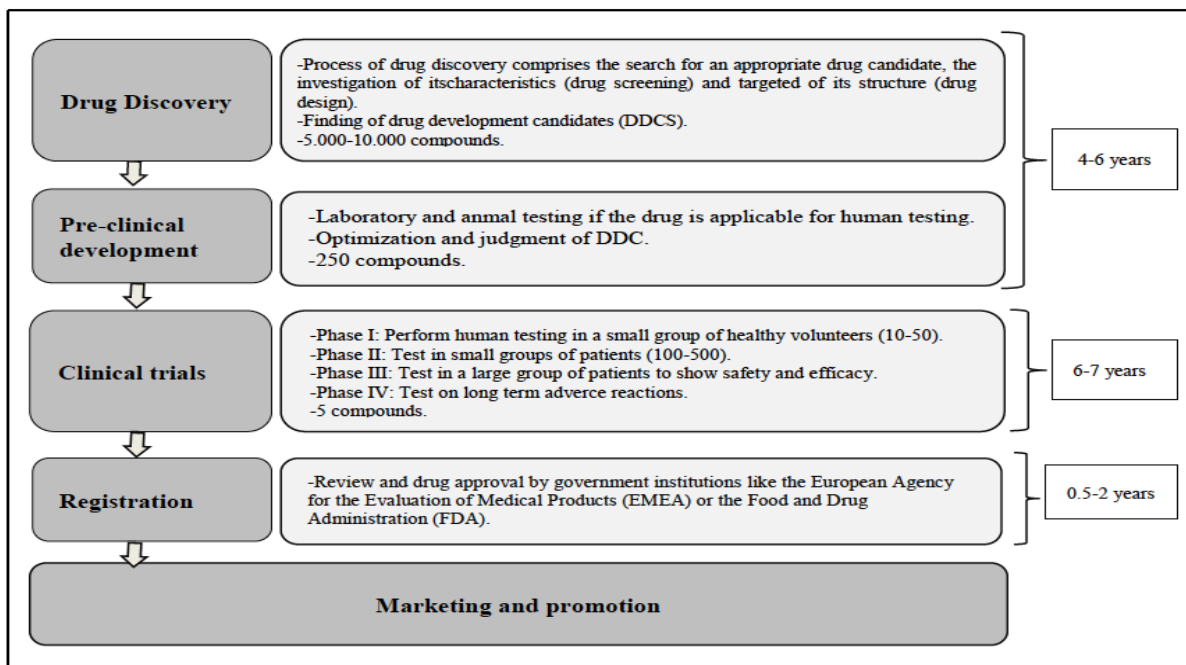 Drug Discovery
-Process of drug discovery comprises the search for an appropriate drug candidate, the
investigation of itscharacteristics (drug screening) and targeted of its structure (drug
design).
-Finding of drug development candidates (DDCS).
-5.000-10.000 compounds.
4-6 years
Pre-clinical
development
-Laboratory and anmal testing if the drug is applicable for human testing.
-Optimization and judgment of DDC.
-250 compounds.
Clinical trials
-Phase I: Perform human testing in a small group of healthy volunteers (10-50).
-Phase II: Test in small groups of patients (100-500).
-Phase III: Test in a large group of patients to show safety and efficacy.
-Phase IV: Test on long term adverce reactions.
-5 compounds.
6-7 years
Registration
-Review and drug approval by government institutions like the European Agency
for the Evaluation of Medical Products (EMEA) or the Food and Drug
Administration (FDA).
0.5-2 years
Marketing and promotion